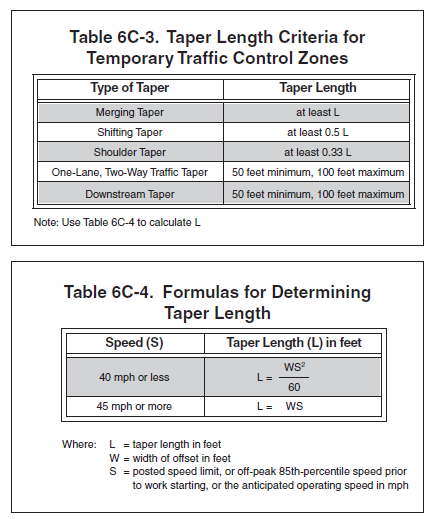 Table 6C-3. Taper Length Criteria for
Temporary Traffic Control Zones
Type of Taper Taper Length
Merging Taper at least L
Shifting Taper at least 0.5 L
Shoulder Taper at least 0.33 L
One-Lane, Two-Way Traffic Taper 50 feet minimum, 100 feet maximum
Downstream Taper 50 feet minimum, 100 feet maximum
Note: Use Table 6C-4 to calculate L
Table 6C-4. Formulas for Determining
Taper Length
Speed (S) Taper Length (L) in feet
40 mph or less L = WS²/60
45 mph or more L = WS
Where: L = taper length in feet
W = width of offset in feet
S = posted speed limit, or off-peak 85th-percentile speed prior
to work starting, or the anticipated operating speed in mph